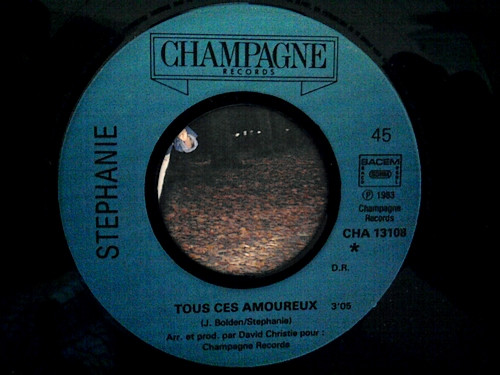 CHAMPAGNE
RECORDS
STEPHANIE
45
SACEM
℗ 1983
Champagne
Records
CHA 13108
*
D.R.
TOUS CES AMOUREUX 3'05
(J. Bolden/Stephanie)
Arr. et prod. par David Christie pour :
Champagne Records